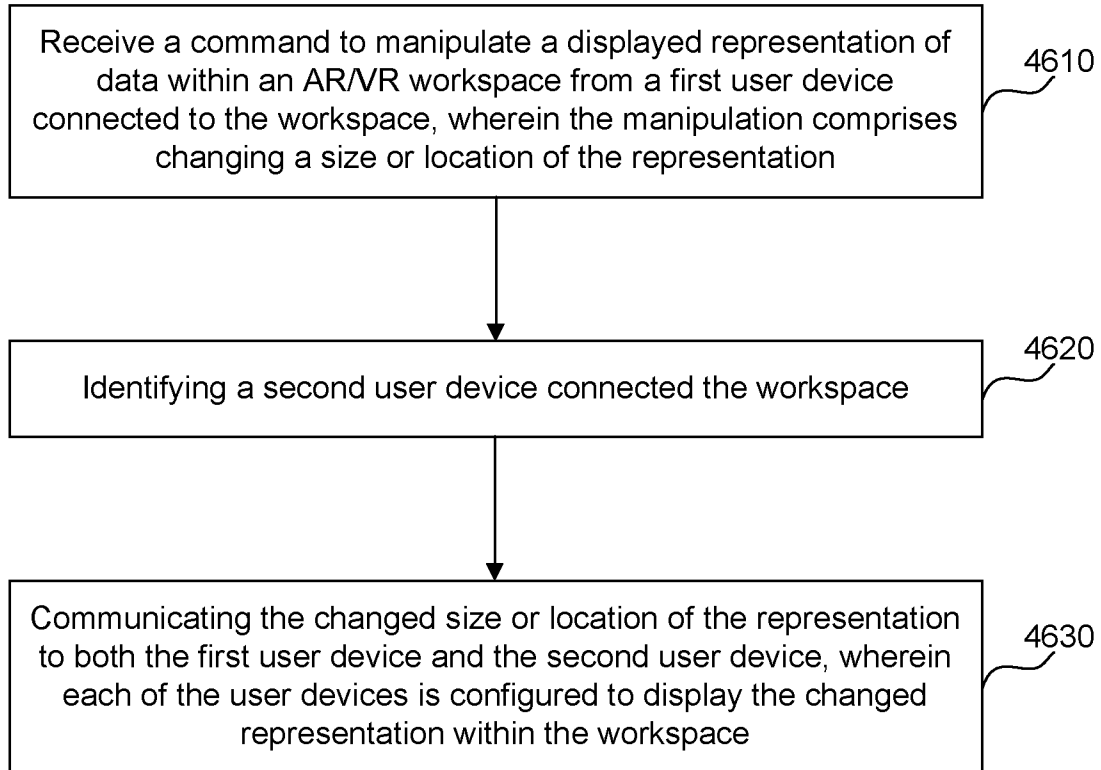 Receive a command to manipulate a displayed representation of
data within an AR/VR workspace from a first user device
connected to the workspace, wherein the manipulation comprises
changing a size or location of the representation
4610
Identifying a second user device connected the workspace
4620
Communicating the changed size or location of the representation
to both the first user device and the second user device, wherein
each of the user devices is configured to display the changed
representation within the workspace
4630